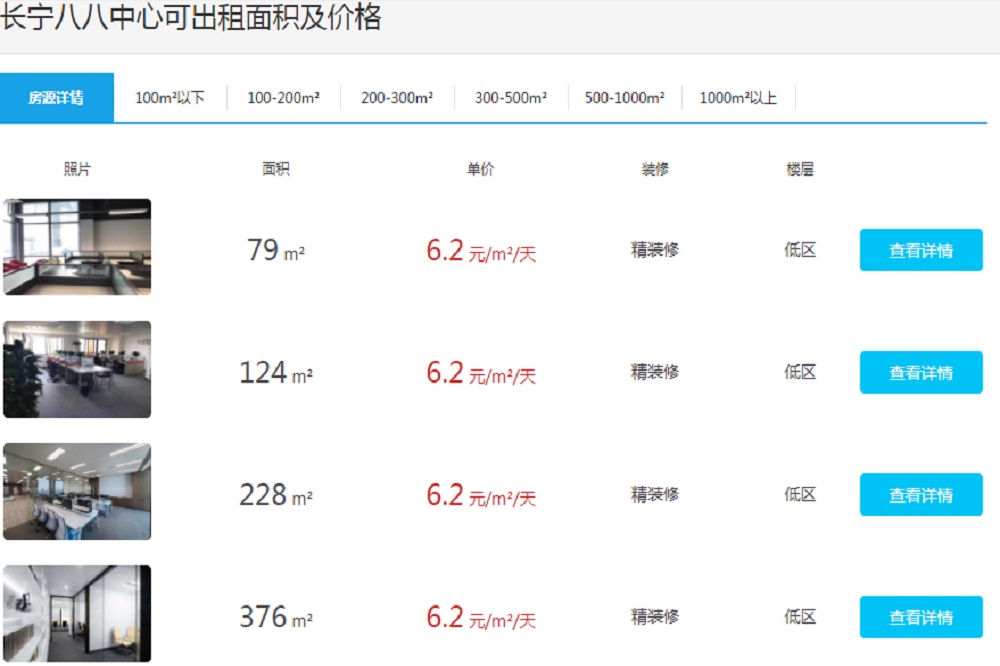 长宁八八中心可出租面积及价格
房源详情 100m²以下 100-200m² 200-300m² 300-500m² 500-1000m² 1000m²以上
照片 面积 单价 装修 楼层
79 m² 6.2 元/m²/天 精装修 低区 查看详情
124 m² 6.2 元/m²/天 精装修 低区 查看详情
228 m² 6.2 元/m²/天 精装修 低区 查看详情
376 m² 6.2 元/m²/天 精装修 低区 查看详情